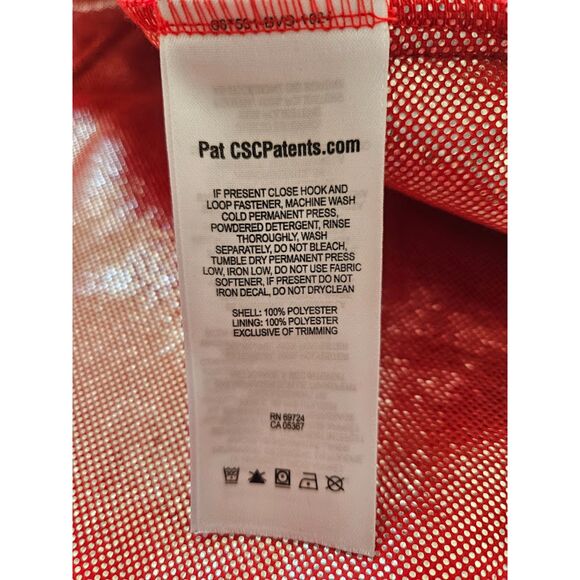 Pat CSCPatents.com
IF PRESENT CLOSE HOOK AND
LOOP FASTENER, MACHINE WASH
COLD PERMANENT PRESS,
POWDERED DETERGENT, RINSE
THOROUGHLY, WASH
SEPARATELY, DO NOT BLEACH,
TUMBLE DRY PERMANENT PRESS
LOW, IRON LOW, DO NOT USE FABRIC
SOFTENER, IF PRESENT DO NOT
IRON DECAL, DO NOT DRYCLEAN
SHELL: 100% POLYESTER
LINING: 100% POLYESTER
EXCLUSIVE OF TRIMMING
RN 69724
CA 05367